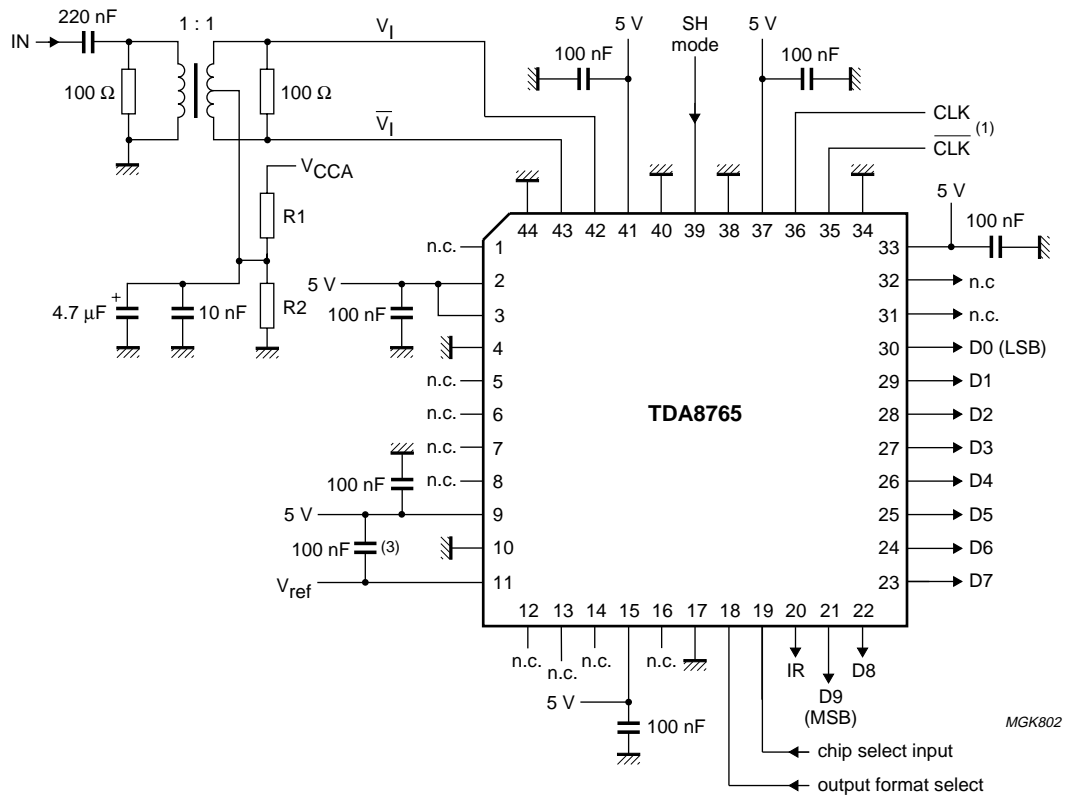 220 nF
1 : 1
IN
100 Ω
100 Ω
V_I
V̅_I
5 V
100 nF
SH
mode
5 V
100 nF
CLK
C̅L̅K̅ (1)
V_CCA
R1
R2
4.7 μF
+
10 nF
44 43 42 41 40 39 38 37 36 35 34
5 V
100 nF
n.c. 1
5 V 2
100 nF
3
4
n.c. 5
n.c. 6
n.c. 7
n.c. 8
100 nF
5 V 9
100 nF (3)
10
V_ref 11
TDA8765
33
32 n.c
31 n.c.
30 D0 (LSB)
29 D1
28 D2
27 D3
26 D4
25 D5
24 D6
23 D7
12 13 14 15 16 17 18 19 20 21 22
n.c. n.c. n.c. n.c.
IR
D9
(MSB)
D8
5 V
100 nF
MGK802
chip select input
output format select